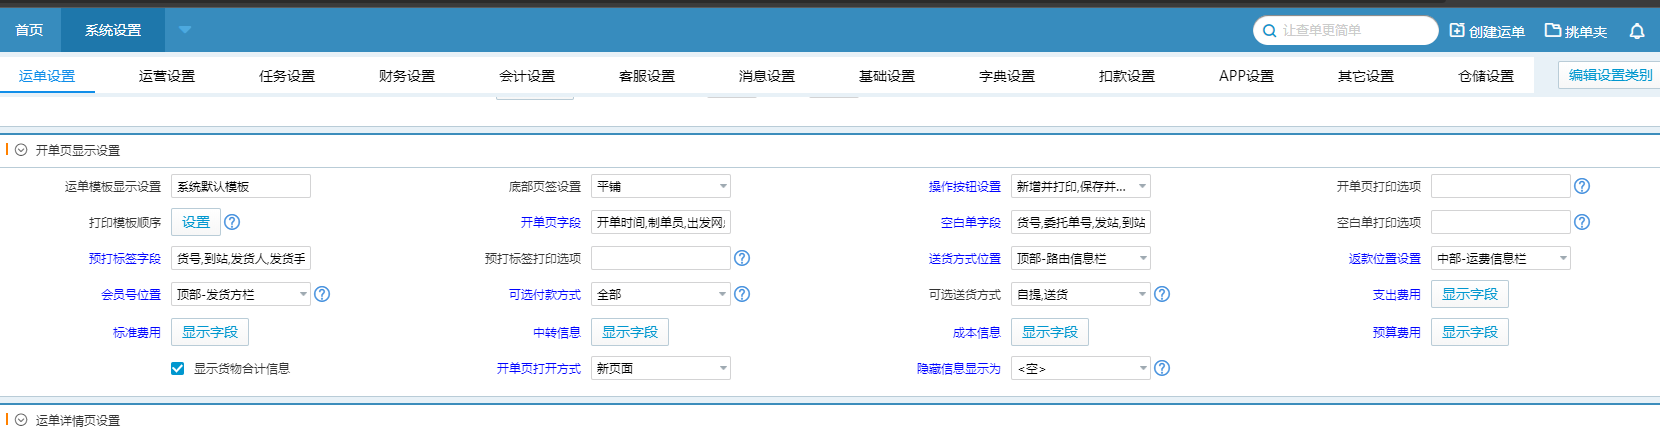 首页 系统设置 让查单更简单 创建运单 挑单夹
运单设置 运营设置 任务设置 财务设置 会计设置 客服设置 消息设置 基础设置 字典设置 扣款设置 APP设置 其它设置 仓储设置 编辑设置类别
开单页显示设置
运单模板显示设置 系统默认模板 底部页签设置 平铺 操作按钮设置 新增并打印,保存并... 开单页打印选项
打印模板顺序 设置 开单页字段 开单时间,制单员,出发网 空白单字段 货号,委托单号,发站,到站 空白单打印选项
预打标签字段 货号,到站,发货人,发货手 预打标签打印选项 送货方式位置 顶部-路由信息栏 返款位置设置 中部-运费信息栏
会员号位置 顶部-发货方栏 可选付款方式 全部 可选送货方式 自提,送货 支出费用 显示字段
标准费用 显示字段 中转信息 显示字段 成本信息 显示字段 预算费用 显示字段
显示货物合计信息 开单页打开方式 新页面 隐藏信息显示为 <空>
运单详情页设置